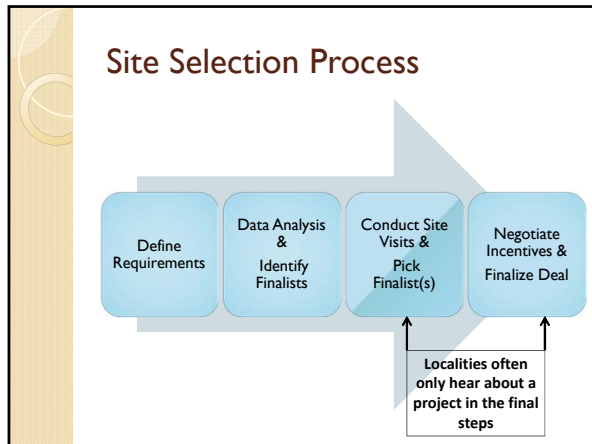 Site Selection Process
Define
Requirements
Data Analysis
&
Identify
Finalists
Conduct Site
Visits &
Pick
Finalist(s)
Negotiate
Incentives &
Finalize Deal
Localities often
only hear about a
project in the final
steps